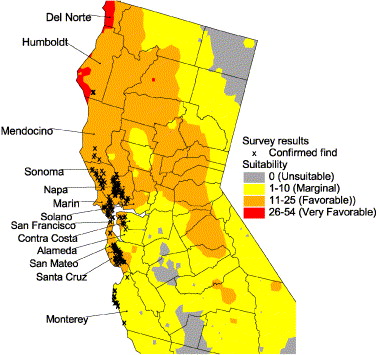 Del Norte
Humboldt
Mendocino
Sonoma
Napa
Marin
Solano
San Francisco
Contra Costa
Alameda
San Mateo
Santa Cruz
Monterey
Survey results
x Confirmed find
Suitability
0 (Unsuitable)
1-10 (Marginal)
11-25 (Favorable))
26-54 (Very Favorable)